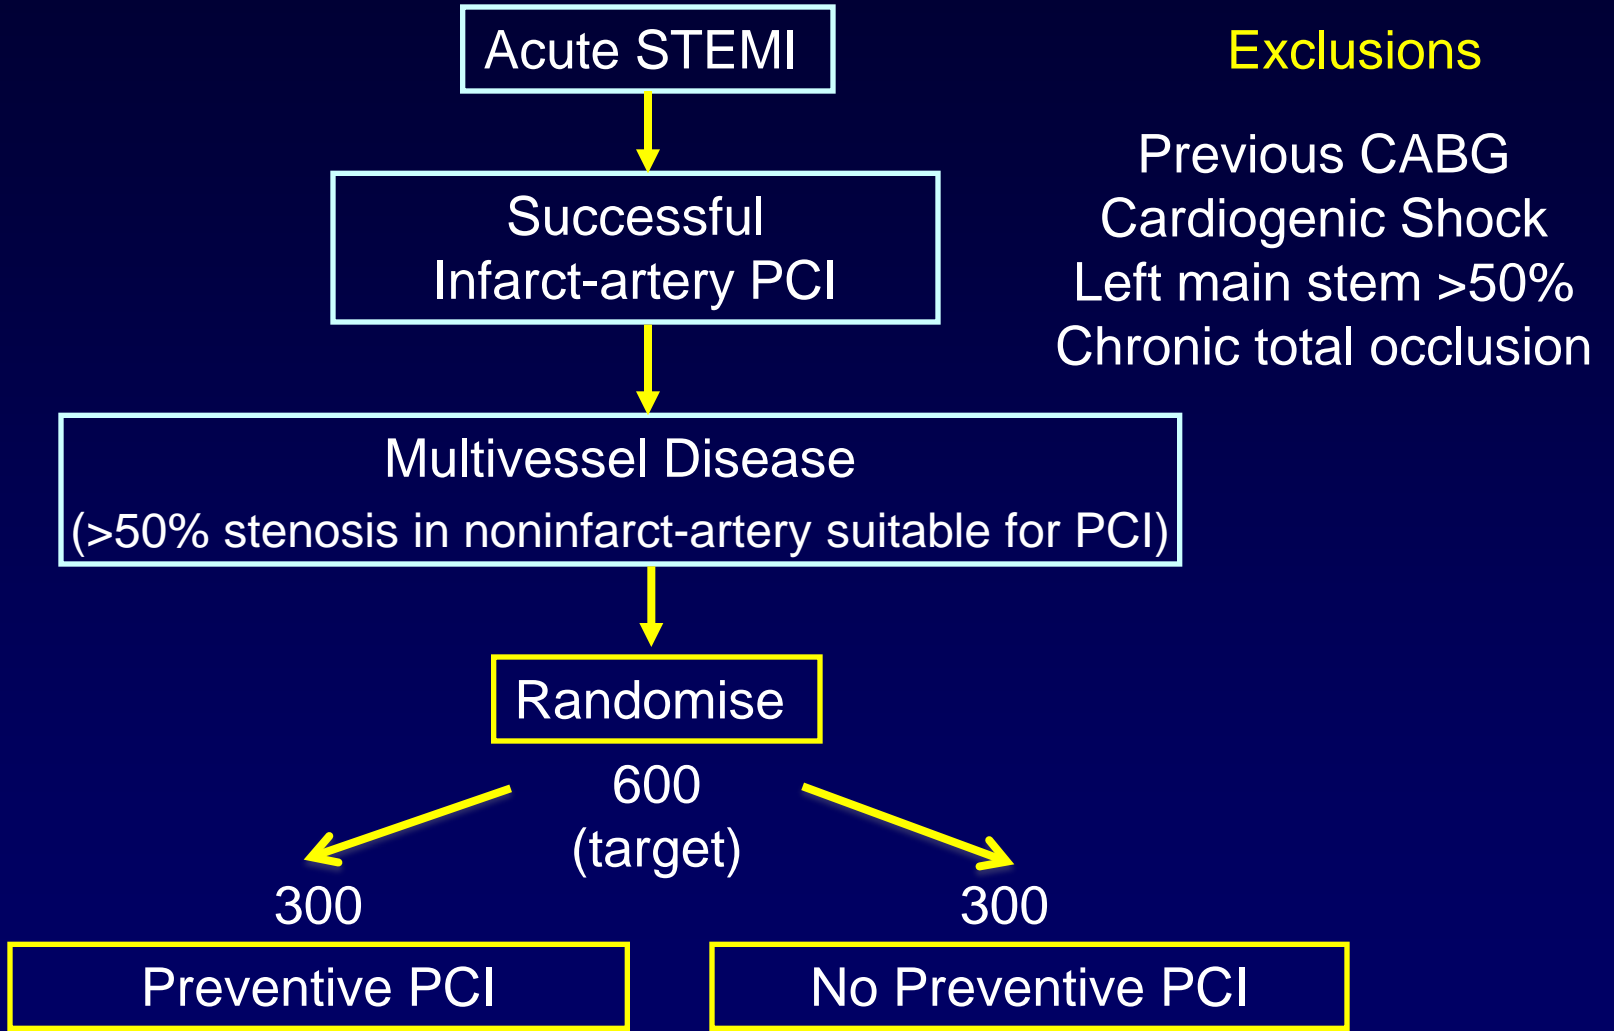 Acute STEMI
Successful
Infarct-artery PCI
Multivessel Disease
(>50% stenosis in noninfarct-artery suitable for PCI)
Randomise
600
(target)
300
300
Preventive PCI
No Preventive PCI
Exclusions
Previous CABG
Cardiogenic Shock
Left main stem >50%
Chronic total occlusion